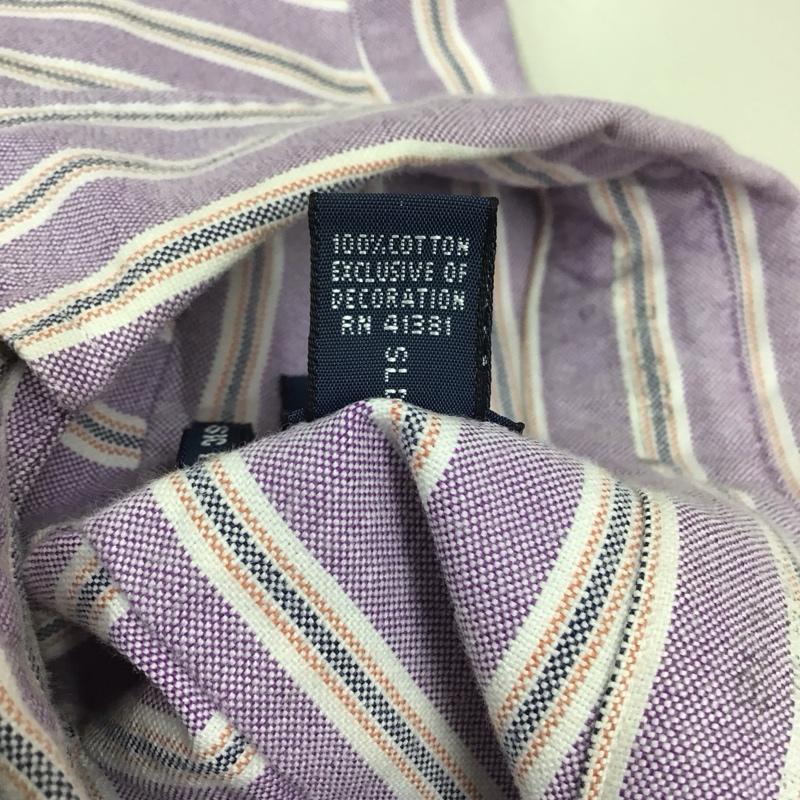 100% COTTON
EXCLUSIVE OF
DECORATION
RN 41381